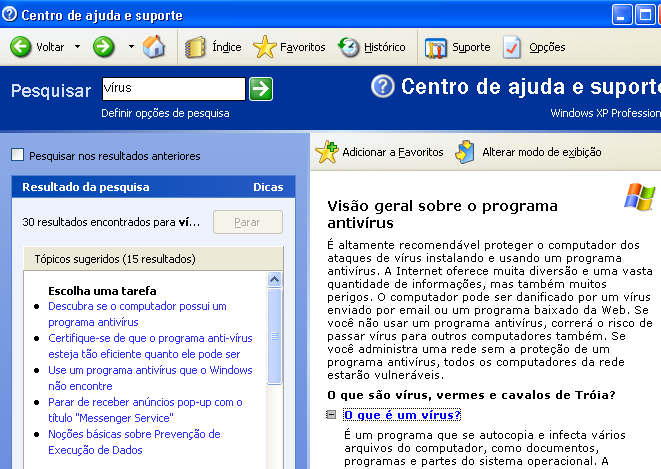 Centro de ajuda e suporte
Voltar
Índice
Favoritos
Histórico
Suporte
Opções
Pesquisar
vírus
Definir opções de pesquisa
Centro de ajuda e suporte
Windows XP Profession
Pesquisar nos resultados anteriores
Adicionar a Favoritos
Alterar modo de exibição
Resultado da pesquisa
Dicas
30 resultados encontrados para ví...
Parar
Tópicos sugeridos (15 resultados)
Escolha uma tarefa
Descubra se o computador possui um
programa antivírus
Certifique-se de que o programa anti-vírus
esteja tão eficiente quanto ele pode ser
Use um programa antivírus que o Windows
não encontre
Parar de receber anúncios pop-up com o
título "Messenger Service"
Noções básicas sobre Prevenção de
Execução de Dados
Visão geral sobre o programa
antivírus
É altamente recomendável proteger o computador dos
ataques de vírus instalando e usando um programa
antivírus. A Internet oferece muita diversão e uma vasta
quantidade de informações, mas também muitos
perigos. O computador pode ser danificado por um vírus
enviado por email ou um programa baixado da Web. Se
você não usar um programa antivírus, correrá o risco de
passar vírus para outros computadores também. Se
você administra uma rede sem a proteção de um
programa antivírus, todos os computadores da rede
estarão vulneráveis.
O que são vírus, vermes e cavalos de Tróia?
O que é um vírus?
É um programa que se autocopia e infecta vários
arquivos do computador, como documentos,
programas e partes do sistema operacional. A